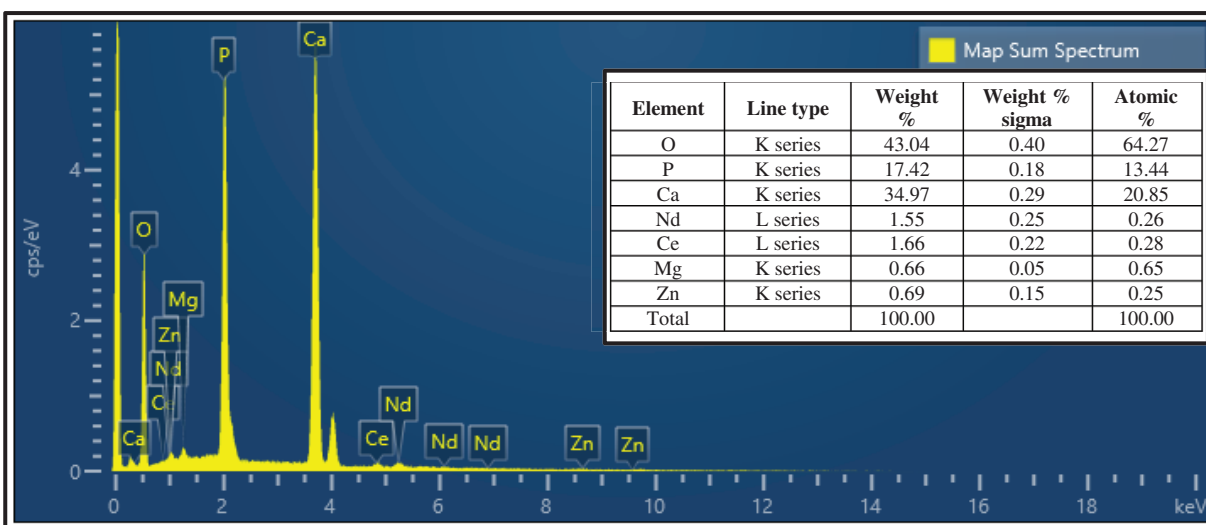 Map Sum Spectrum
Element Line type Weight % Weight % sigma Atomic %
O K series 43.04 0.40 64.27
P K series 17.42 0.18 13.44
Ca K series 34.97 0.29 20.85
Nd L series 1.55 0.25 0.26
Ce L series 1.66 0.22 0.28
Mg K series 0.66 0.05 0.65
Zn K series 0.69 0.15 0.25
Total 100.00 100.00
P
Ca
O
Mg
Zn
Nd
Ce
Ca
Ce
Nd
Nd
Nd
Zn
Zn
cps/eV
4
2
0
0 2 4 6 8 10 12 14 16 18 keV